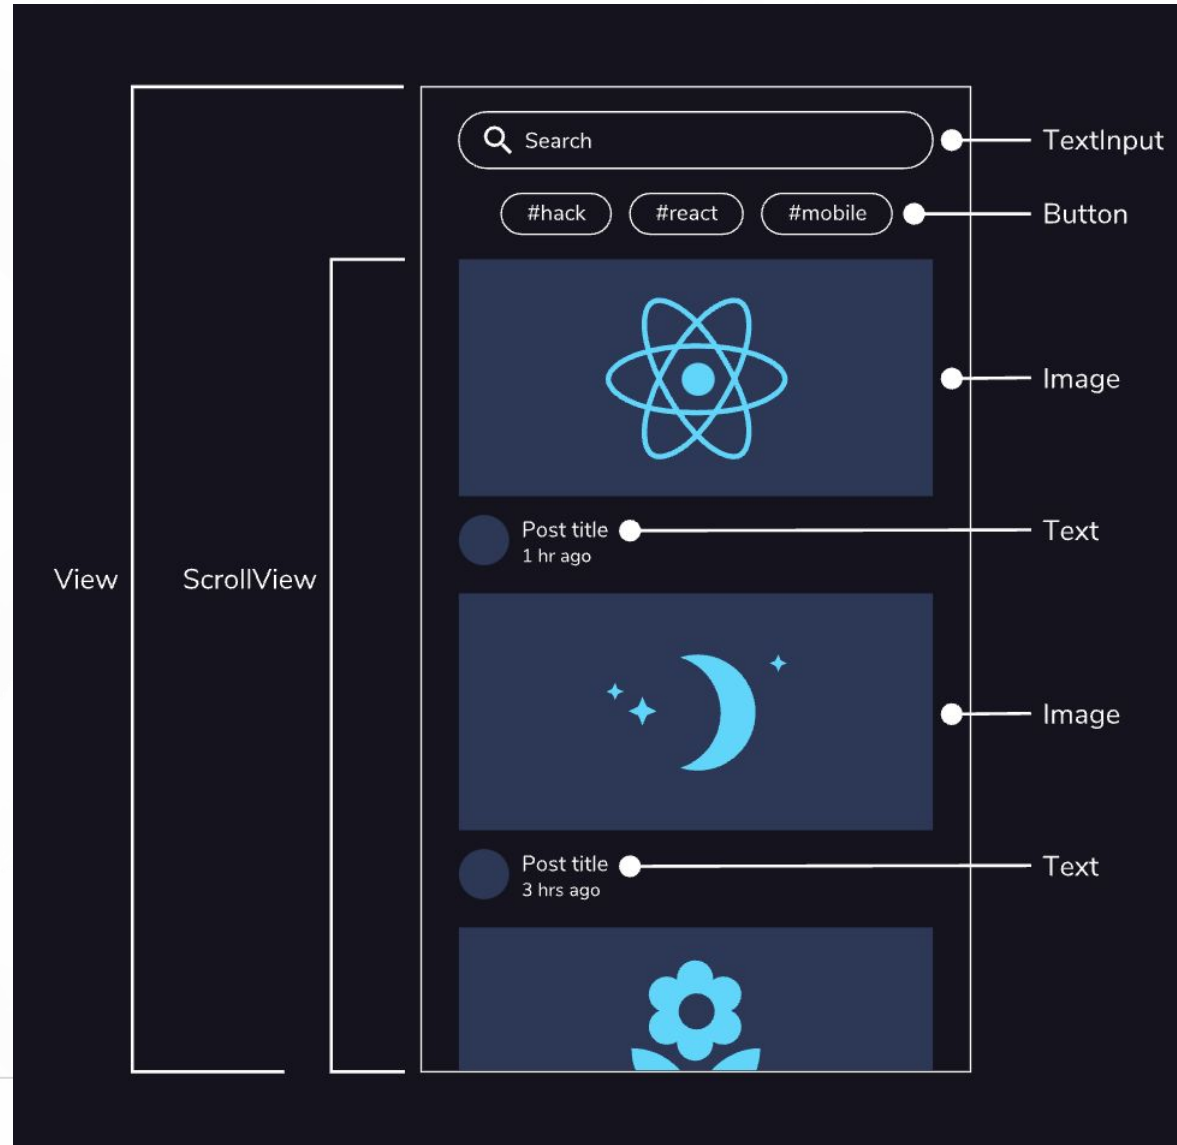 Search
TextInput
#hack
#react
#mobile
Button
Image
Post title
1 hr ago
Text
View
ScrollView
Image
Post title
3 hrs ago
Text